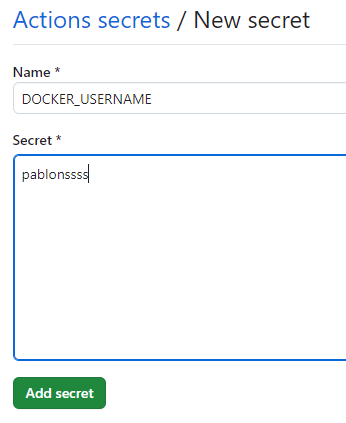 Actions secrets / New secret
Name *
DOCKER_USERNAME
Secret *
pablonssss
Add secret